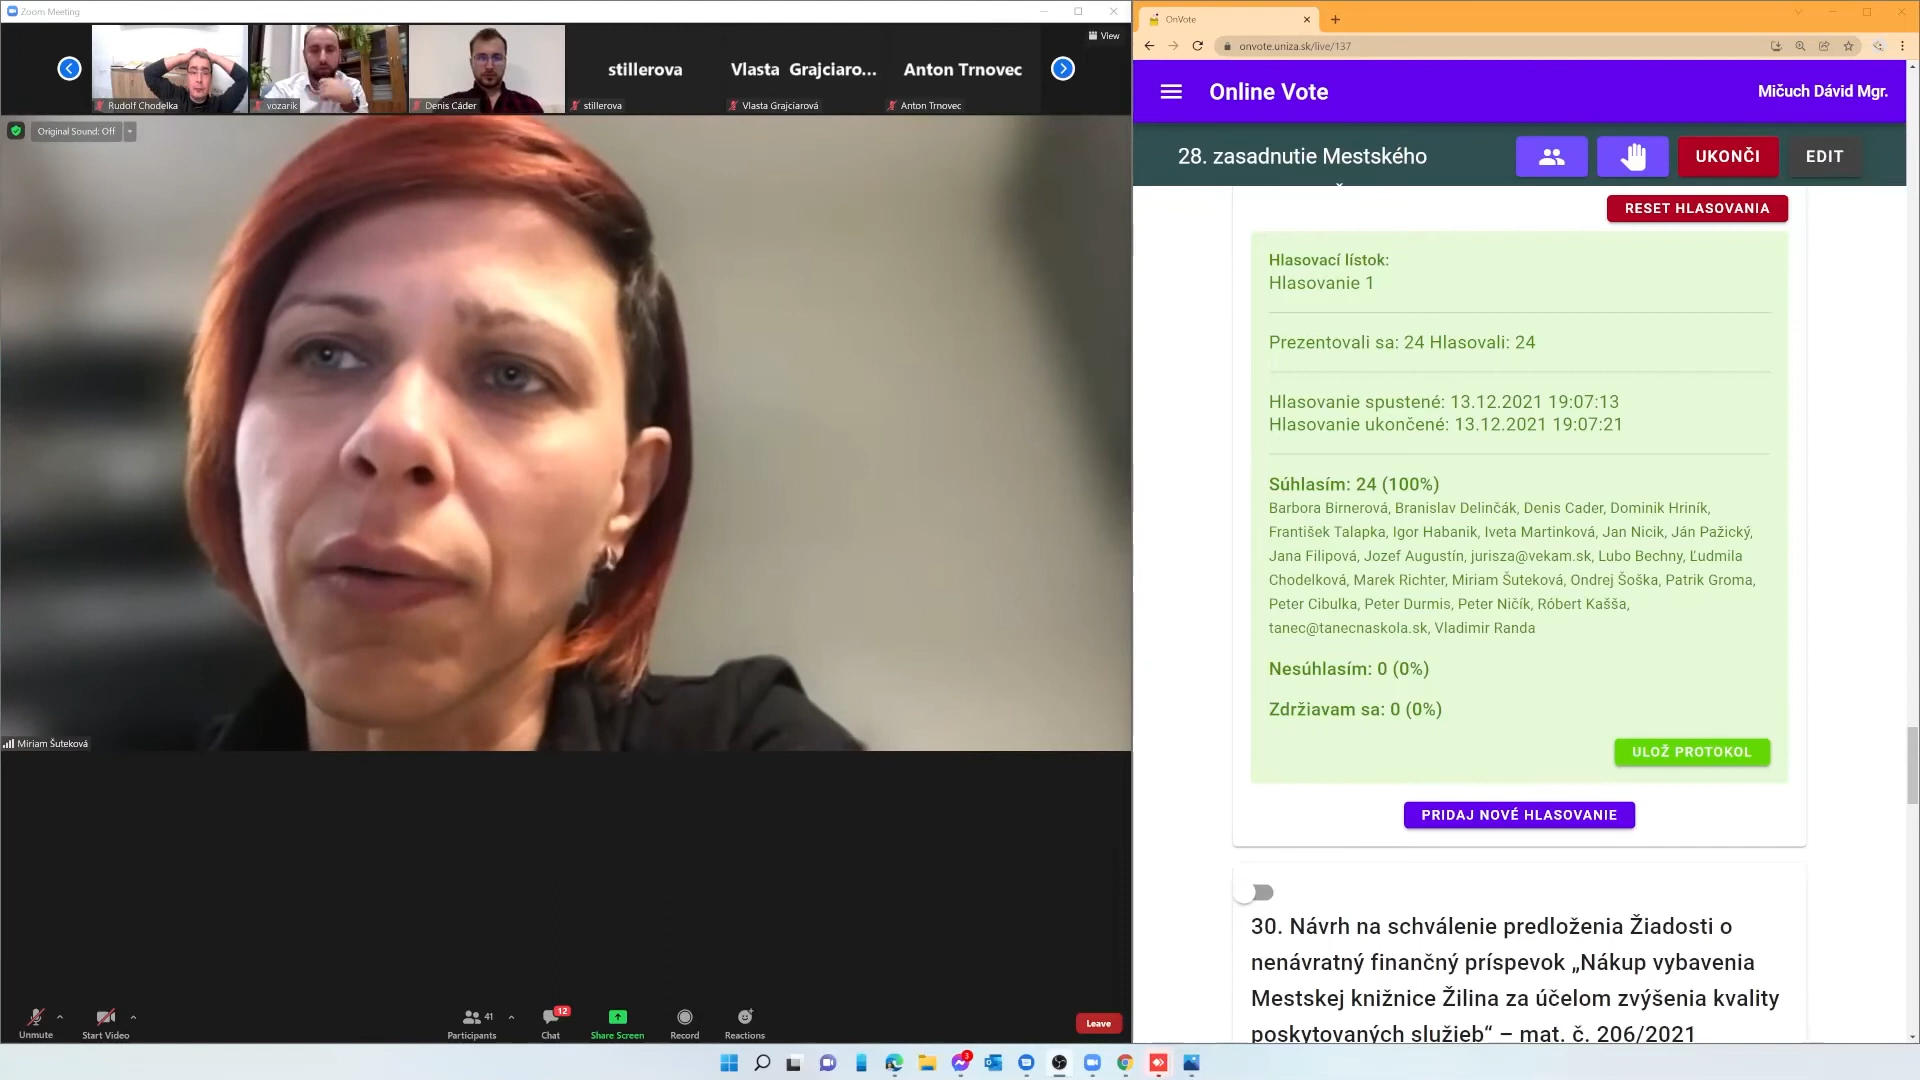 Zoom Meeting
View
stillerova
Vlasta Grajciaro...
Anton Trnovec
Rudolf Chodelka
vozarik
Denis Cáder
stillerova
Vlasta Grajciarová
Anton Trnovec
Original Sound: Off
Miriam Šuteková
Unmute
Start Video
41
Participants
12
Chat
Share Screen
Record
Reactions
Leave
OnVote
onvote.uniza.sk/live/137
Online Vote
Mičuch Dávid Mgr.
28. zasadnutie Mestského
UKONČI
EDIT
RESET HLASOVANIA
Hlasovací lístok:
Hlasovanie 1
Prezentovali sa: 24 Hlasovali: 24
Hlasovanie spustené: 13.12.2021 19:07:13
Hlasovanie ukončené: 13.12.2021 19:07:21
Súhlasím: 24 (100%)
Barbora Birnerová, Branislav Delinčák, Denis Cader, Dominik Hriník,
František Talapka, Igor Habanik, Iveta Martinková, Jan Nicik, Ján Pažický,
Jana Filipová, Jozef Augustín, jurisza@vekam.sk, Lubo Bechny, Ľudmila
Chodelková, Marek Richter, Miriam Šuteková, Ondrej Šoška, Patrik Groma,
Peter Cibulka, Peter Durmis, Peter Ničík, Róbert Kašša,
tanec@tanecnaskola.sk, Vladimir Randa
Nesúhlasím: 0 (0%)
Zdržiavam sa: 0 (0%)
ULOŽ PROTOKOL
PRIDAJ NOVÉ HLASOVANIE
30. Návrh na schválenie predloženia Žiadosti o
nenávratný finančný príspevok „Nákup vybavenia
Mestskej knižnice Žilina za účelom zvýšenia kvality
poskytovaných služieb“ – mat. č. 206/2021
3